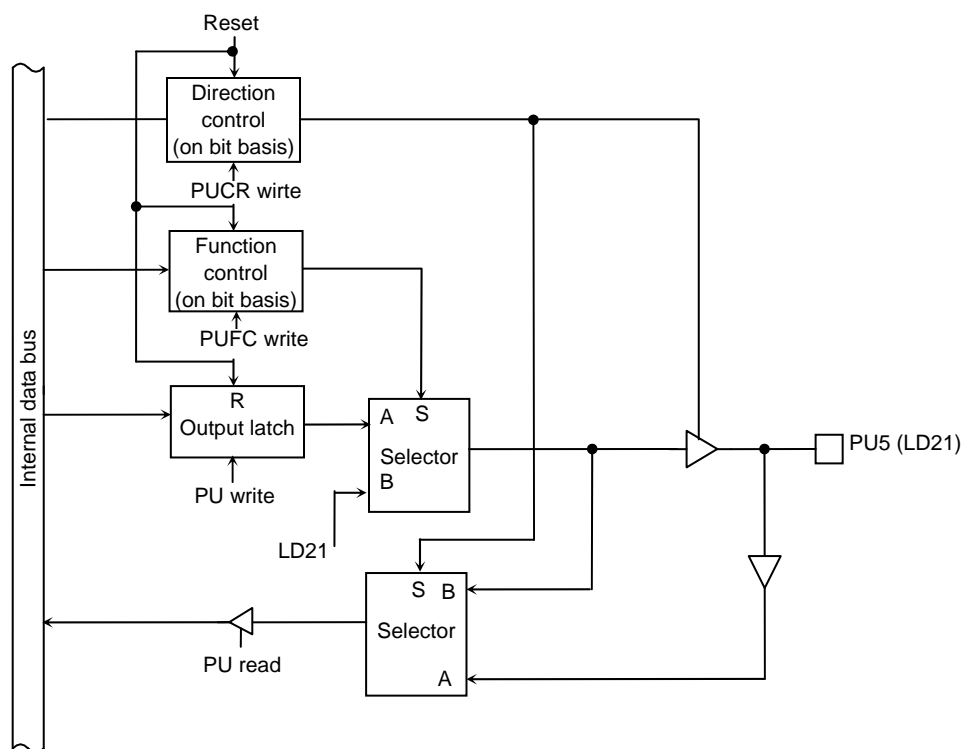 Reset
Direction
control
(on bit basis)
PUCR wirte
Function
control
(on bit basis)
PUFC write
Internal data bus
R
Output latch
PU write
A S
Selector
B
LD21
PU5 (LD21)
S B
Selector
A
PU read